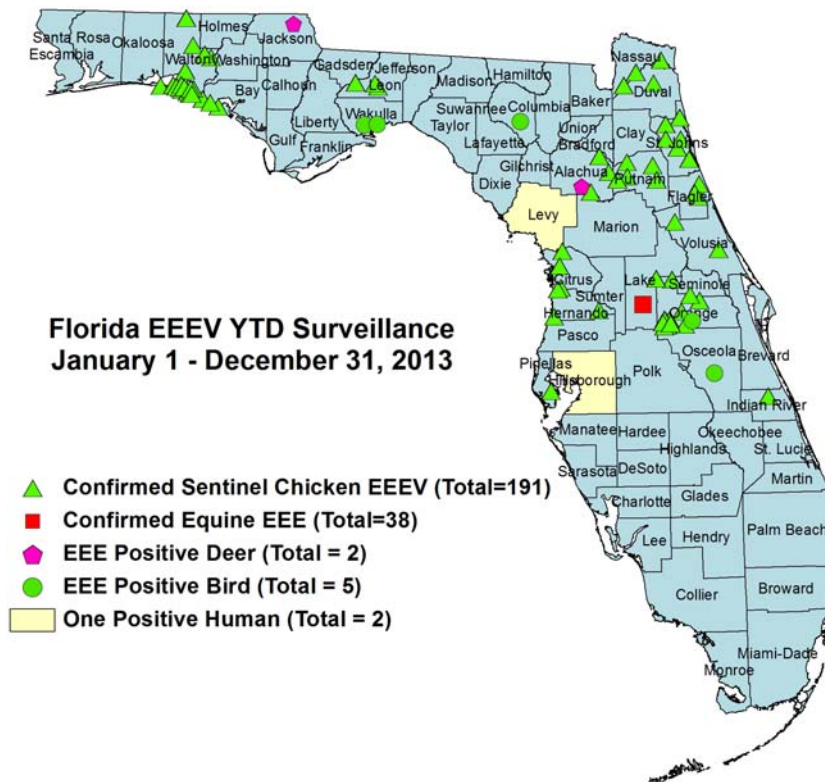 Holmes
Jackson
Santa Rosa
Okaloosa
Escambia
Walton
Washington
Gadsden
Jefferson
Leon
Madison
Hamilton
Nassau
Calhoun
Bay
Liberty
Wakulla
Suwannee
Columbia
Baker
Duval
Taylor
Union
Clay
Gulf
Franklin
Lafayette
Bradford
St. Johns
Gilchrist
Alachua
Putnam
Dixie
Flagler
Levy
Marion
Volusia
Citrus
Lake
Seminole
Sumter
Hernando
Orange
Florida EEEV YTD Surveillance
January 1 - December 31, 2013
Pasco
Osceola
Brevard
Pinellas
Hillsborough
Polk
Indian River
Manatee
Hardee
Okeechobee
Highlands
St. Lucie
Sarasota
DeSoto
Martin
Confirmed Sentinel Chicken EEEV (Total=191)
Charlotte
Glades
Confirmed Equine EEE (Total=38)
Palm Beach
Lee
Hendry
EEE Positive Deer (Total = 2)
EEE Positive Bird (Total = 5)
Collier
Broward
One Positive Human (Total = 2)
Miami-Dade
Monroe